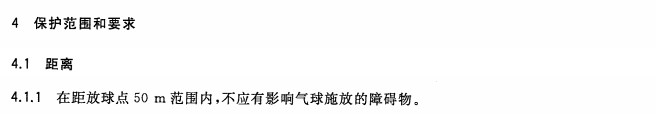 4 保护范围和要求
4.1 距离
4.1.1 在距放球点 50 m 范围内,不应有影响气球施放的障碍物。